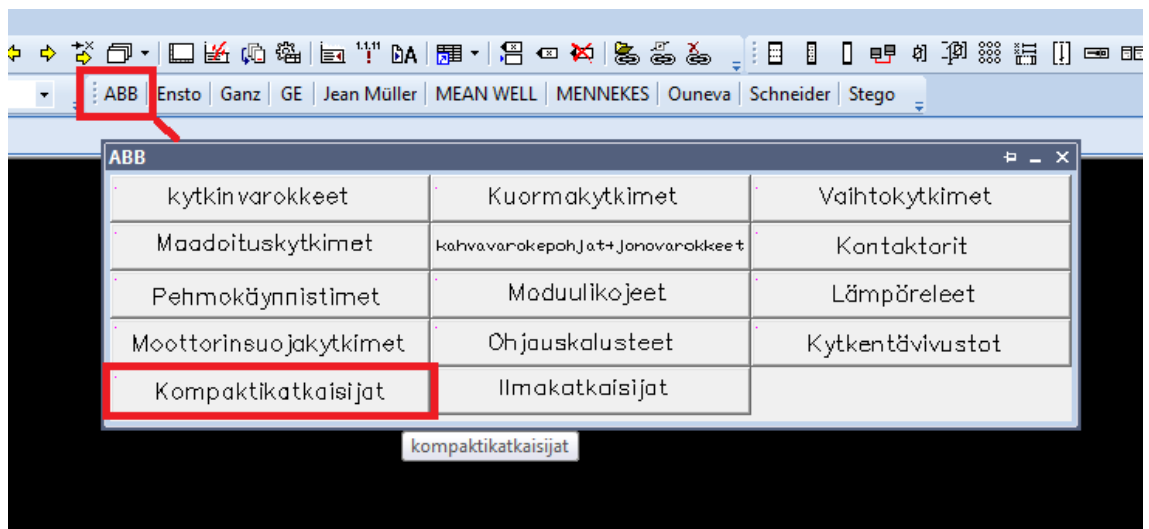 ABB Ensto Ganz GE Jean Müller MEAN WELL MENNEKES Ouneva Schneider Stego
ABB
kytkinvarokkeet Kuormakytkimet Vaihtokytkimet
Maadoituskytkimet kahvavarokepohjat+jonovarokkeet Kontaktorit
Pehmokäynnistimet Moduulikojeet Lämpöreleet
Moottorinsuojakytkimet Ohjauskalusteet Kytkentävivustot
Kompaktikatkaisijat Ilmakatkaisijat
kompaktikatkaisijat